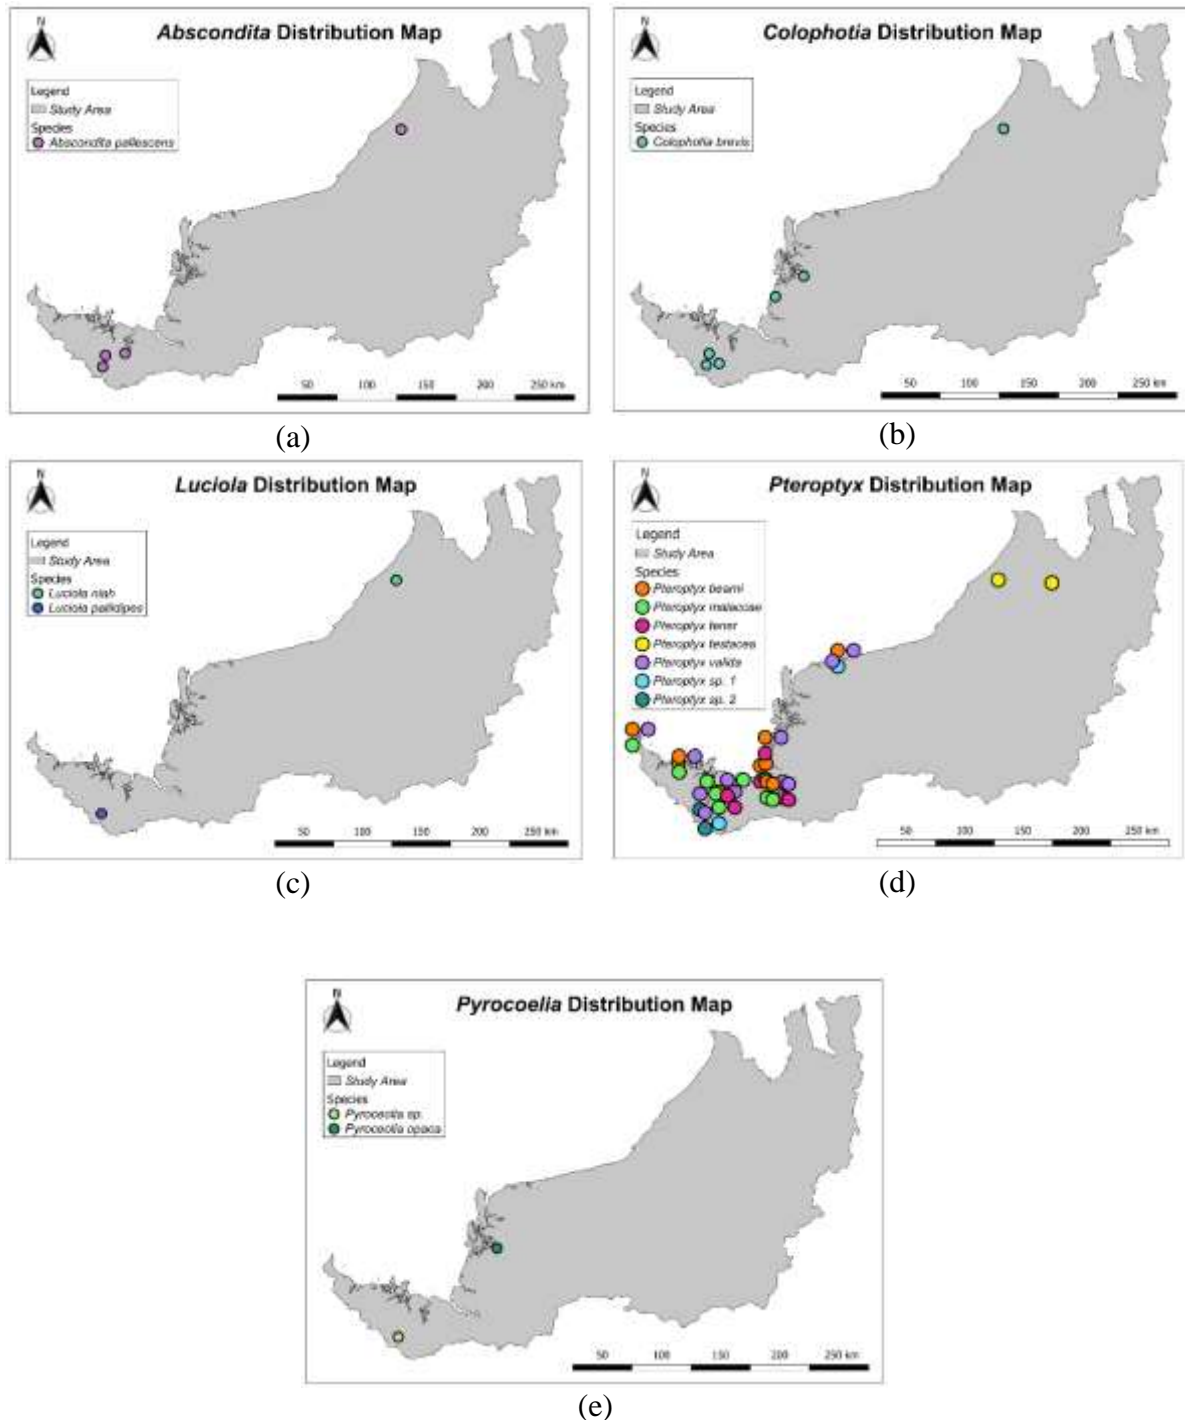 N
Abscondita Distribution Map
Legend
Study Area
Species
Abscondita pallescens
50 100 150 200 250 km
(a)
N
Colophotia Distribution Map
Legend
Study Area
Species
Colophotia brevis
50 100 150 200 250 km
(b)
N
Luciola Distribution Map
Legend
Study Area
Species
Luciola niah
Luciola pallidipes
50 100 150 200 250 km
(c)
N
Pteroptyx Distribution Map
Legend
Study Area
Species
Pteroptyx bearni
Pteroptyx malaccae
Pteroptyx tener
Pteroptyx testacea
Pteroptyx valida
Pteroptyx sp. 1
Pteroptyx sp. 2
50 100 150 200 250 km
(d)
N
Pyrocoelia Distribution Map
Legend
Study Area
Species
Pyrocoelia sp.
Pyrocoelia opaca
50 100 150 200 250 km
(e)